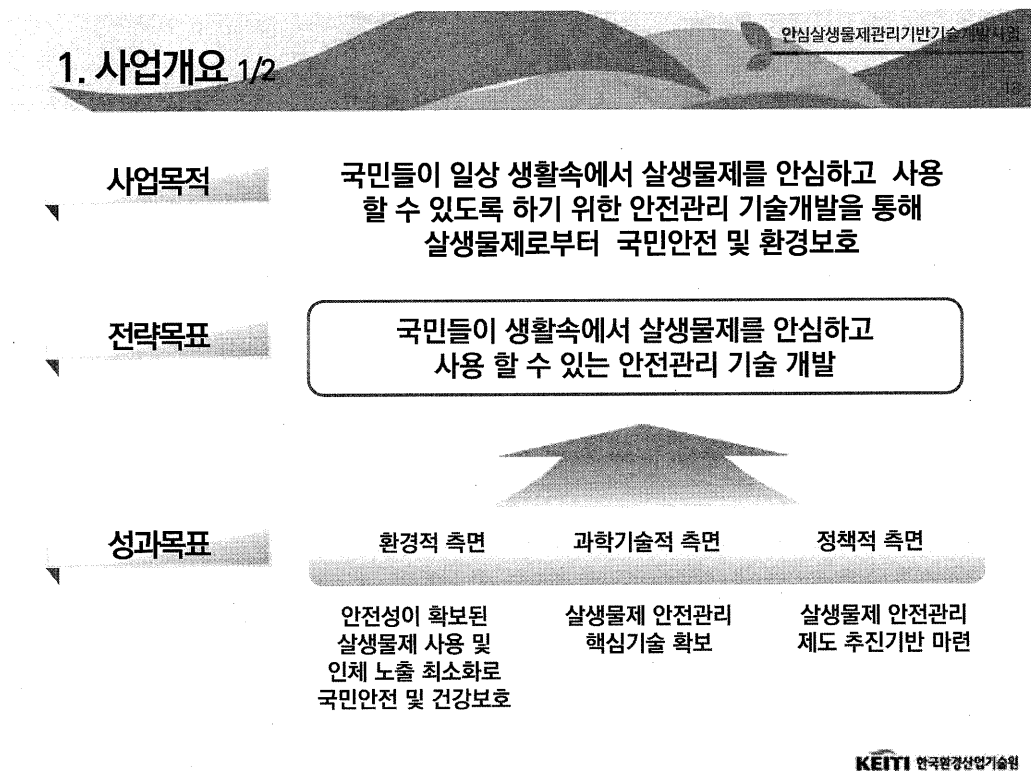 1. 사업개요 1/2
안심살생물제관리기반기술개발사업
사업목적
국민들이 일상 생활속에서 살생물제를 안심하고 사용
할 수 있도록 하기 위한 안전관리 기술개발을 통해
살생물제로부터 국민안전 및 환경보호
전략목표
국민들이 생활속에서 살생물제를 안심하고
사용 할 수 있는 안전관리 기술 개발
성과목표
환경적 측면
과학기술적 측면
정책적 측면
안전성이 확보된
살생물제 사용 및
인체 노출 최소화로
국민안전 및 건강보호
살생물제 안전관리
핵심기술 확보
살생물제 안전관리
제도 추진기반 마련
KEITI 한국환경산업기술원